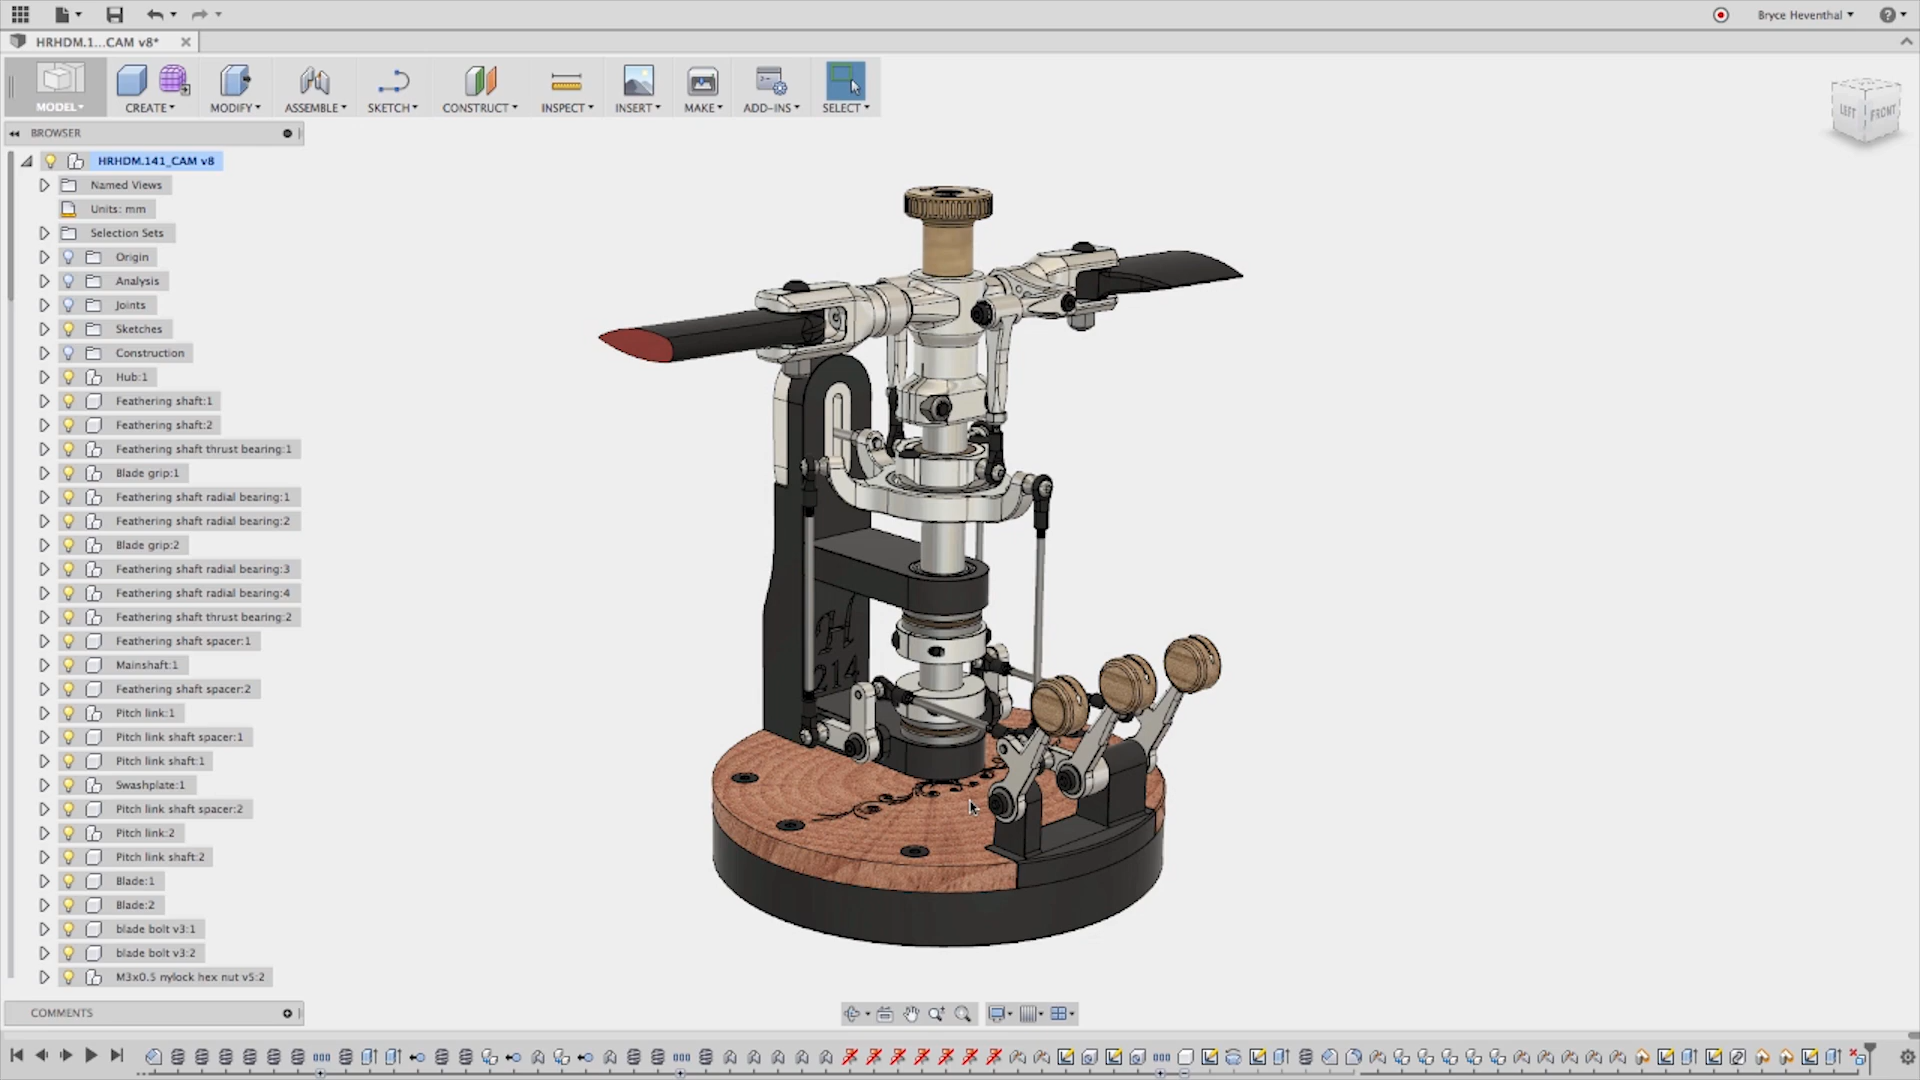 Bryce Heventhal
HRHDM.1...CAM v8*
MODEL
CREATE
MODIFY
ASSEMBLE
SKETCH
CONSTRUCT
INSPECT
INSERT
MAKE
ADD-INS
SELECT
LEFT
FRONT
BROWSER
HRHDM.141_CAM v8
Named Views
Units: mm
Selection Sets
Origin
Analysis
Joints
Sketches
Construction
Hub:1
Feathering shaft:1
Feathering shaft:2
Feathering shaft thrust bearing:1
Blade grip:1
Feathering shaft radial bearing:1
Feathering shaft radial bearing:2
Blade grip:2
Feathering shaft radial bearing:3
Feathering shaft radial bearing:4
Feathering shaft thrust bearing:2
Feathering shaft spacer:1
Mainshaft:1
Feathering shaft spacer:2
Pitch link:1
Pitch link shaft spacer:1
Pitch link shaft:1
Swashplate:1
Pitch link shaft spacer:2
Pitch link:2
Pitch link shaft:2
Blade:1
Blade:2
blade bolt v3:1
blade bolt v3:2
M3x0.5 nylock hex nut v5:2
H
214
COMMENTS